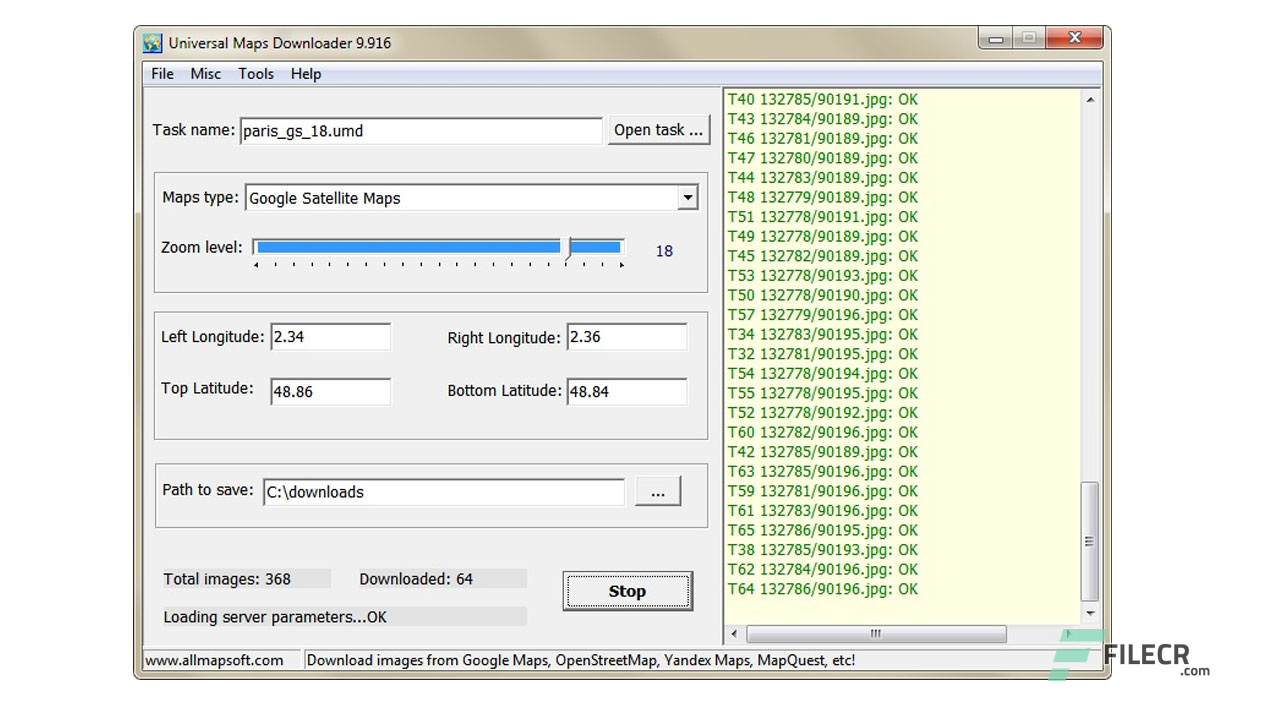 Universal Maps Downloader 9.916
File Misc Tools Help
Task name: paris_gs_18.umd Open task ...
Maps type: Google Satellite Maps
Zoom level: 18
Left Longitude: 2.34 Right Longitude: 2.36
Top Latitude: 48.86 Bottom Latitude: 48.84
Path to save: C:\downloads ...
Total images: 368 Downloaded: 64
Stop
Loading server parameters...OK
T40 132785/90191.jpg: OK
T43 132784/90189.jpg: OK
T46 132781/90189.jpg: OK
T47 132780/90189.jpg: OK
T44 132783/90189.jpg: OK
T48 132779/90189.jpg: OK
T51 132778/90191.jpg: OK
T49 132778/90189.jpg: OK
T45 132782/90189.jpg: OK
T53 132778/90193.jpg: OK
T50 132778/90190.jpg: OK
T57 132779/90196.jpg: OK
T34 132783/90195.jpg: OK
T32 132781/90195.jpg: OK
T54 132778/90194.jpg: OK
T55 132778/90195.jpg: OK
T52 132778/90192.jpg: OK
T60 132782/90196.jpg: OK
T42 132785/90189.jpg: OK
T63 132785/90196.jpg: OK
T59 132781/90196.jpg: OK
T61 132783/90196.jpg: OK
T65 132786/90195.jpg: OK
T38 132785/90193.jpg: OK
T62 132784/90196.jpg: OK
T64 132786/90196.jpg: OK
www.allmapsoft.com Download images from Google Maps, OpenStreetMap, Yandex Maps, MapQuest, etc!
FILECR
.com